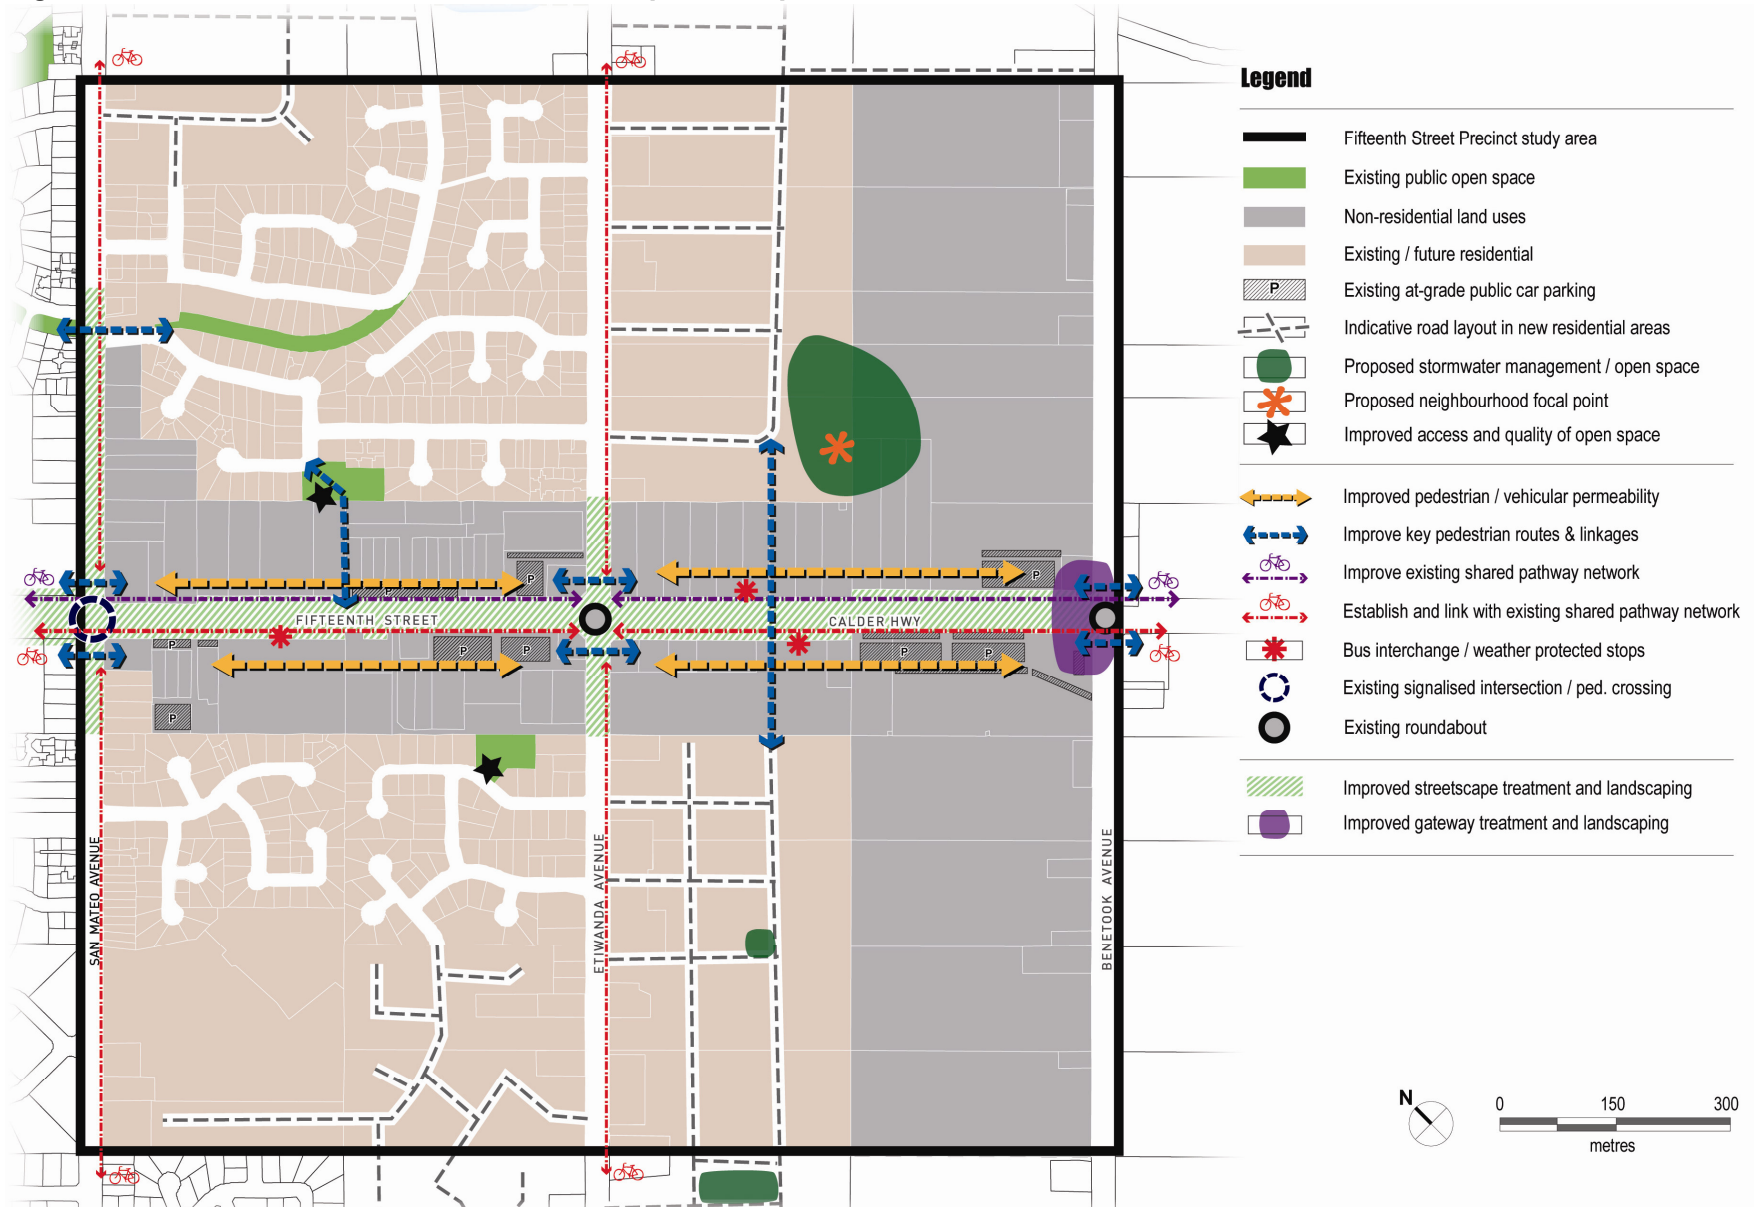 Legend
Fifteenth Street Precinct study area
Existing public open space
Non-residential land uses
Existing / future residential
P
Existing at-grade public car parking
Indicative road layout in new residential areas
Proposed stormwater management / open space
Proposed neighbourhood focal point
Improved access and quality of open space
Improved pedestrian / vehicular permeability
Improve key pedestrian routes & linkages
Improve existing shared pathway network
Establish and link with existing shared pathway network
Bus interchange / weather protected stops
Existing signalised intersection / ped. crossing
Existing roundabout
Improved streetscape treatment and landscaping
Improved gateway treatment and landscaping
P
P
P
FIFTEENTH STREET
CALDER HWY
P
P
P
P
P
P
SAN MATEO AVENUE
ETIWANDA AVENUE
BENETOOK AVENUE
N
0 150 300
metres